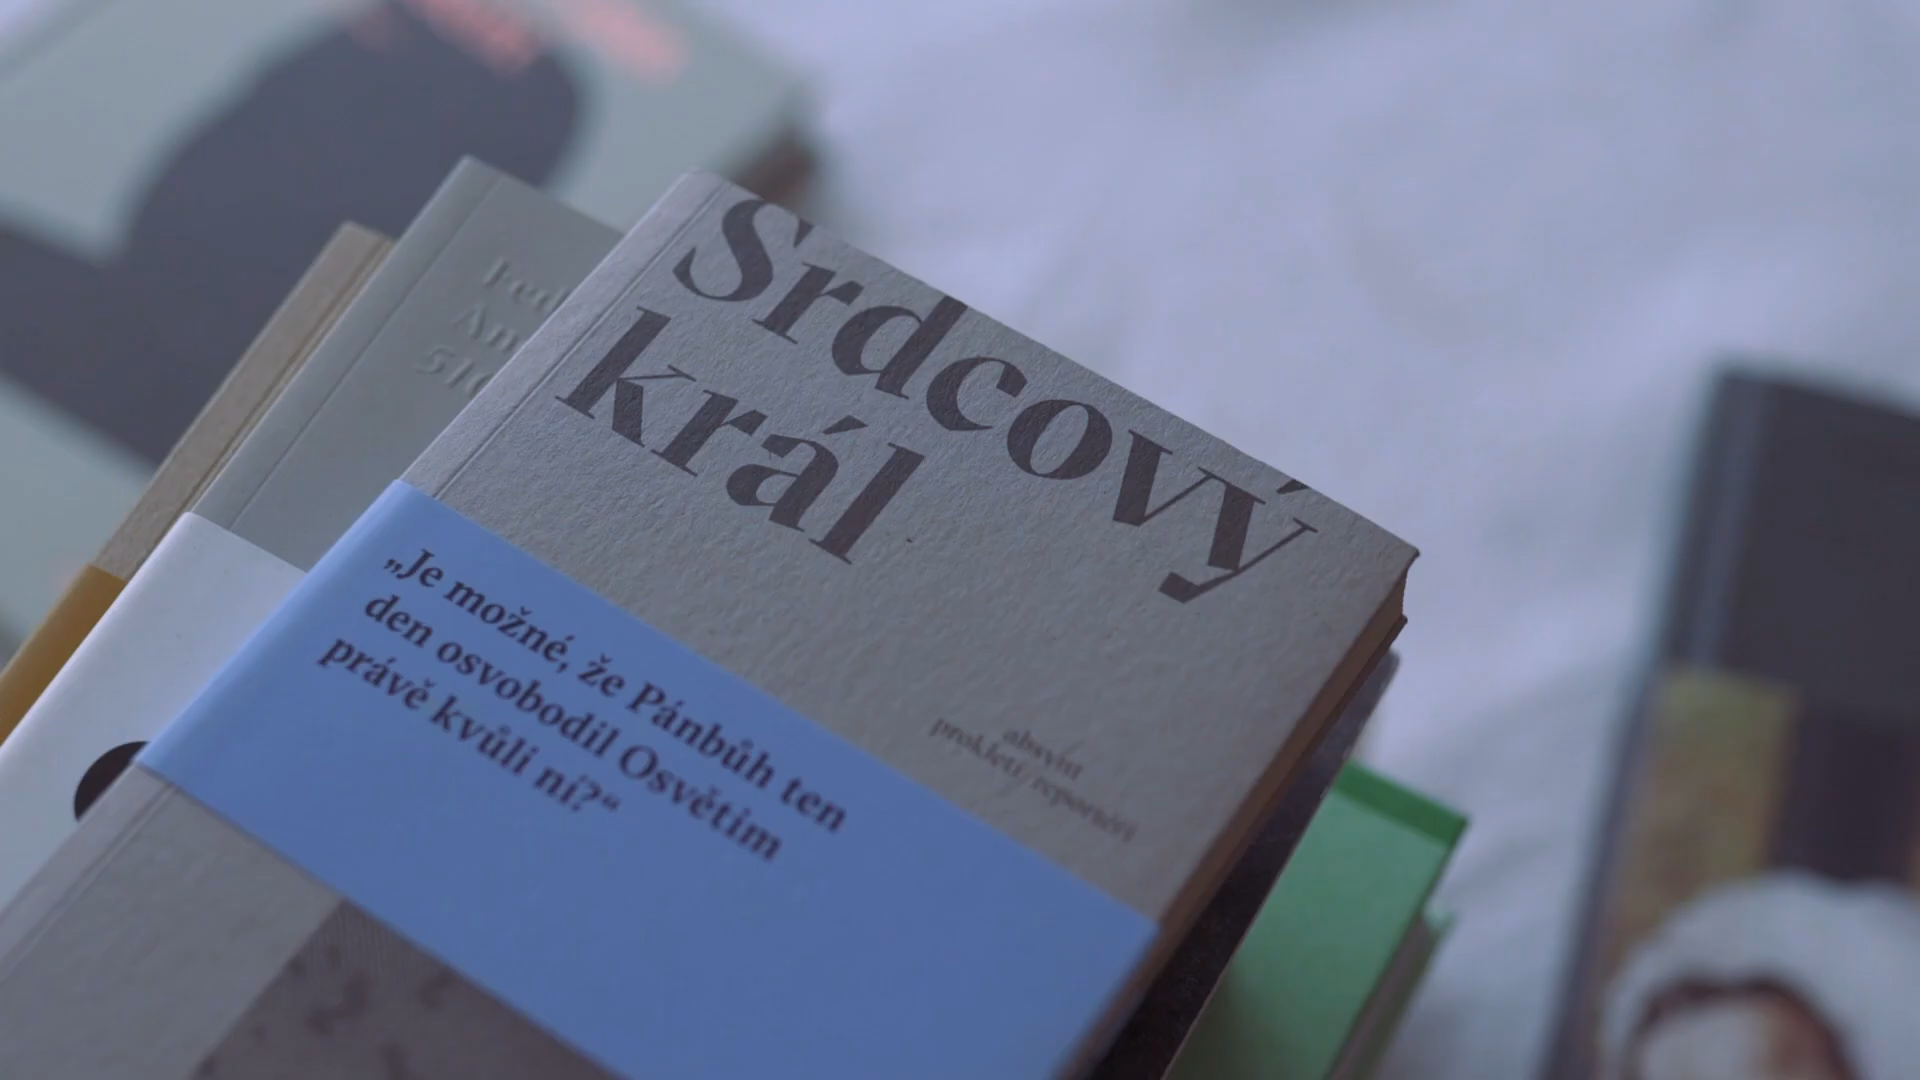 Srdcový
král
„Je možné, že Pánbůh ten
den osvobodil Osvětim
právě kvůli ní?“
absynt
prokletí reportéři